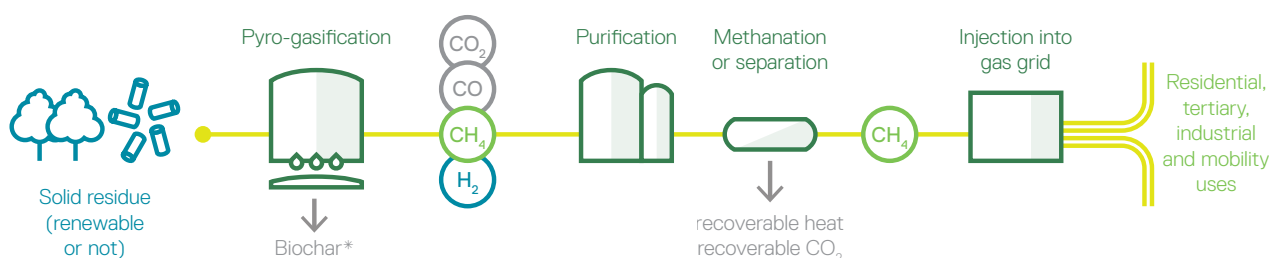 Pyro-gasification
CO₂
CO
CH₄
H₂
Purification
Methanation
or separation
CH₄
Injection into
gas grid
Residential,
tertiary,
industrial
and mobility
uses
Solid residue
(renewable
or not)
Biochar*
recoverable heat
recoverable CO₂